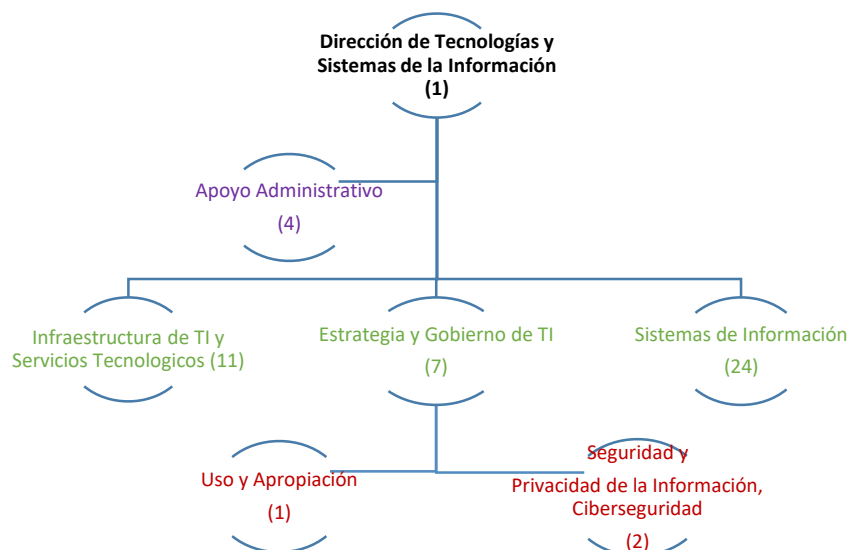 Dirección de Tecnologías y
Sistemas de la Información
(1)
Apoyo Administrativo
(4)
Infraestructura de TI y
Servicios Tecnologicos (11)
Estrategia y Gobierno de TI
(7)
Sistemas de Información
(24)
Uso y Apropiación
(1)
Seguridad y
Privacidad de la Información,
Ciberseguridad
(2)